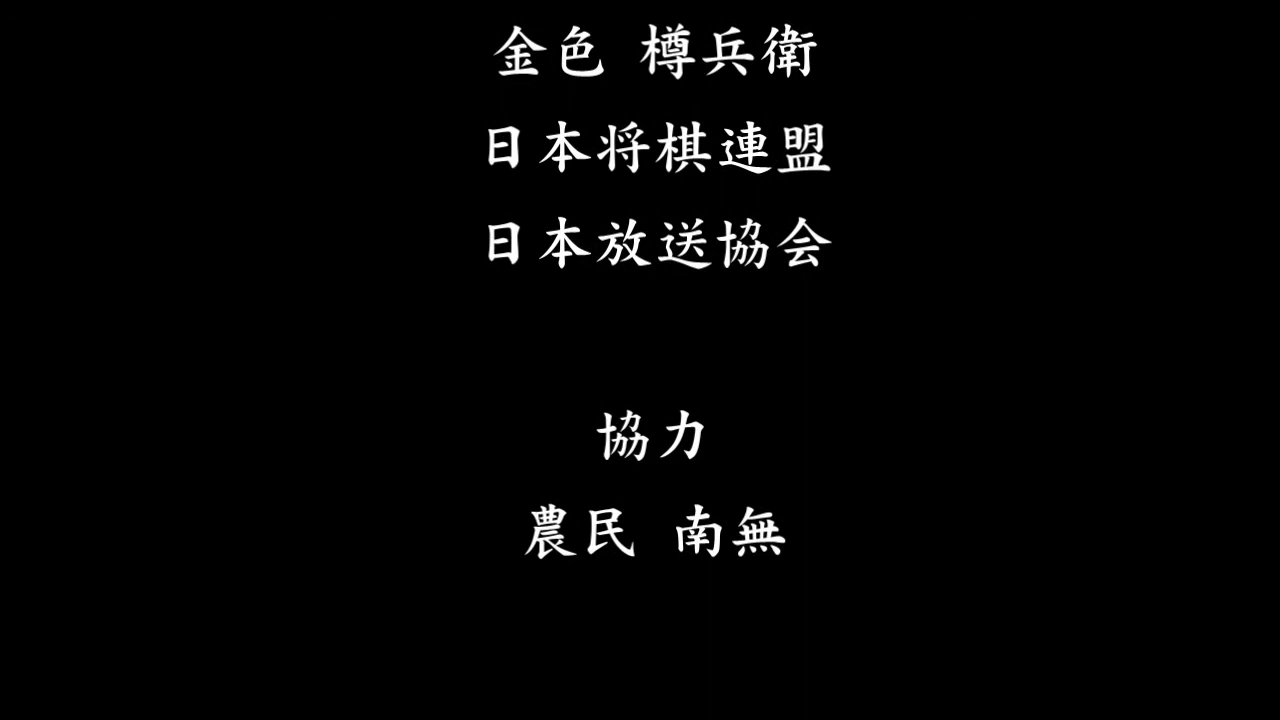 金色 樽兵衛
日本将棋連盟
日本放送協会
協力
農民 南無